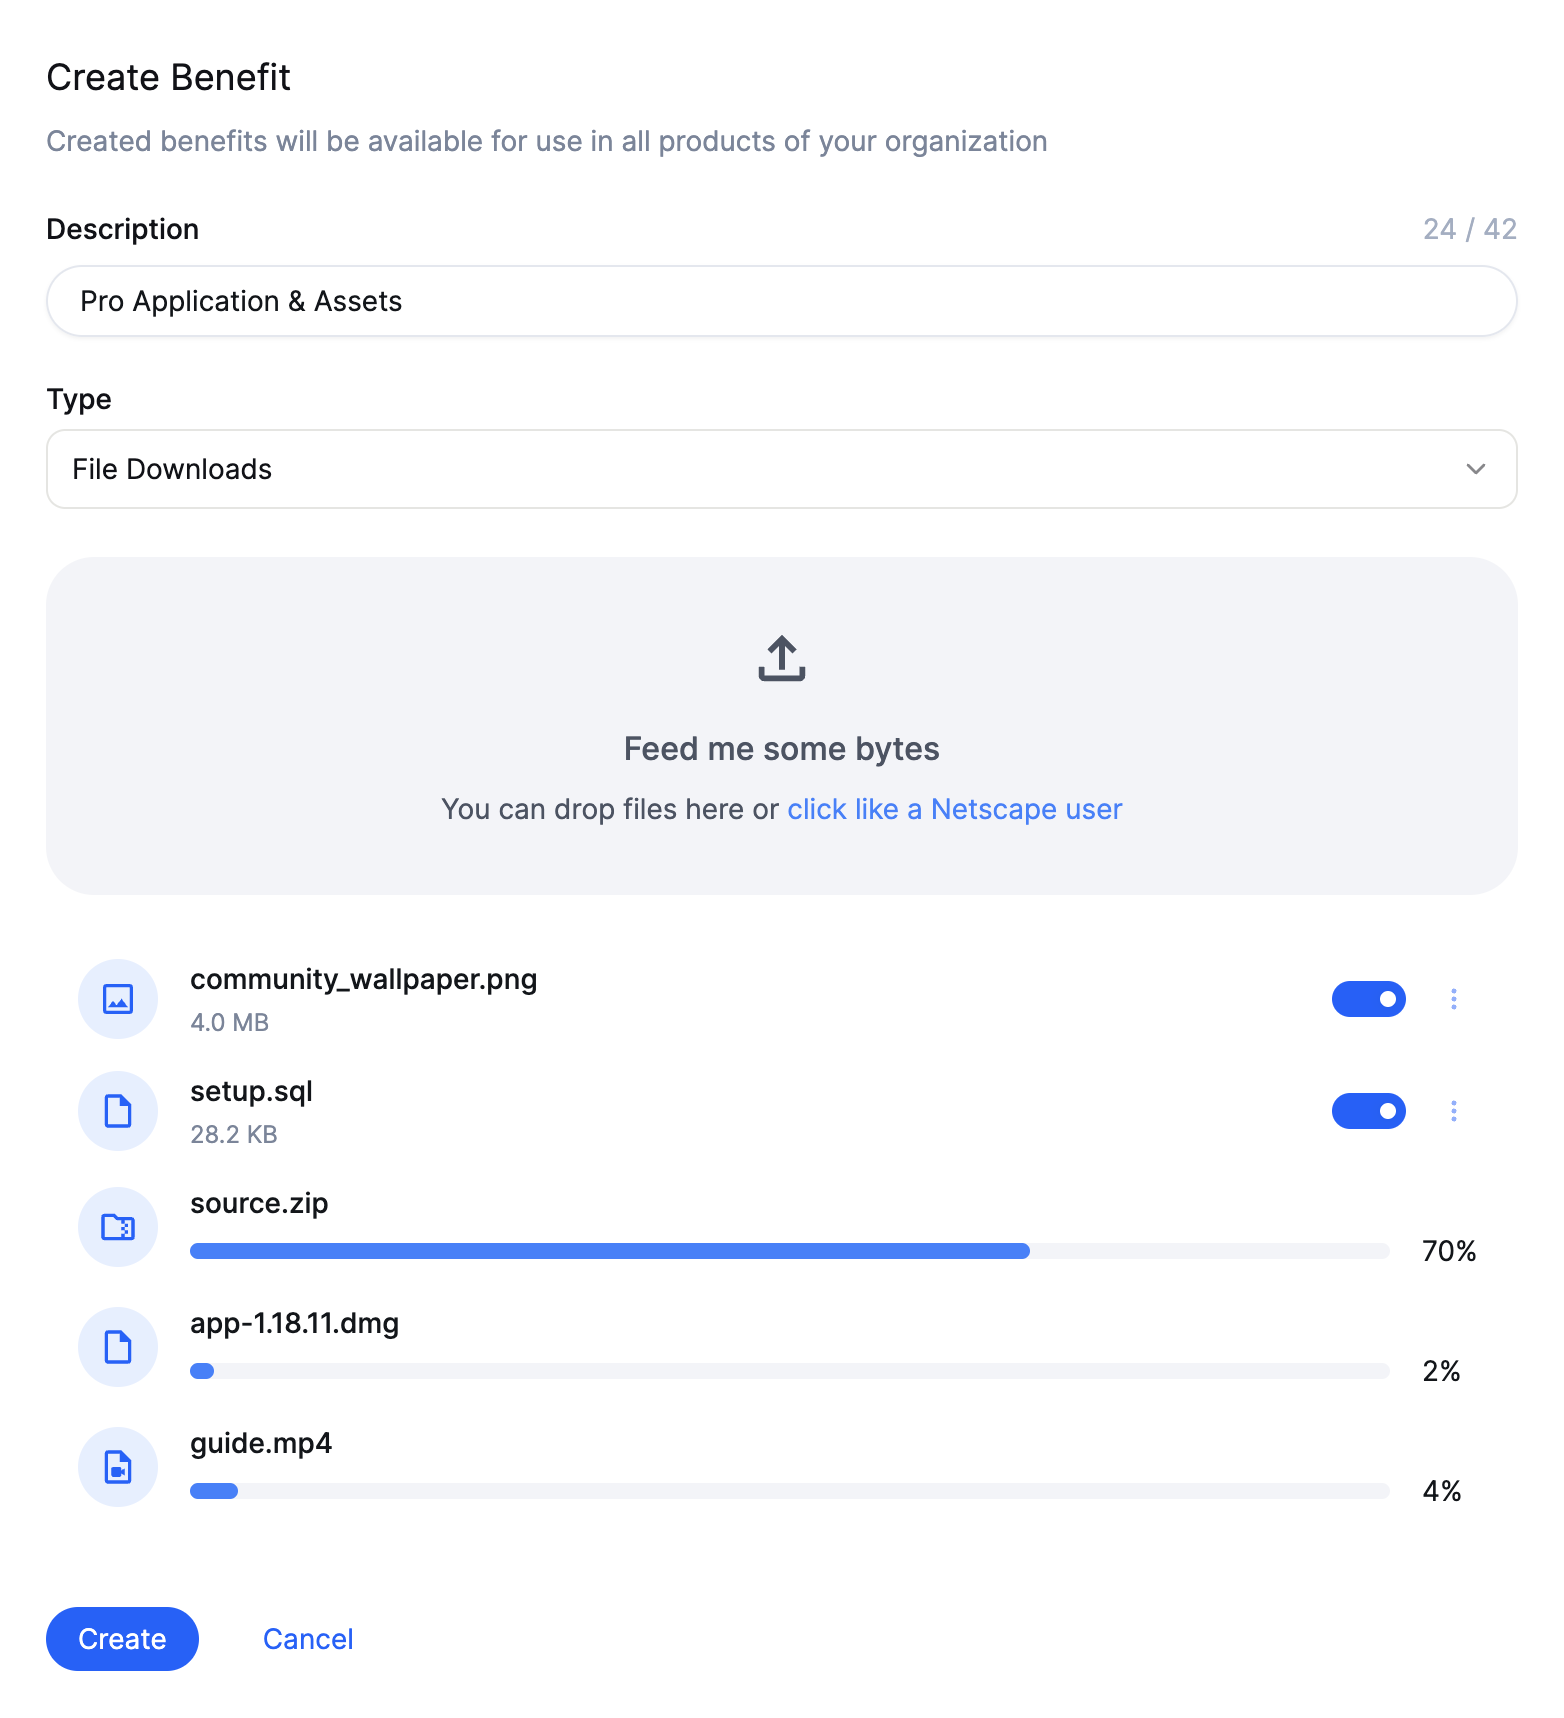 Create Benefit
Created benefits will be available for use in all products of your organization
Description
24 / 42
Pro Application & Assets
Type
File Downloads
Feed me some bytes
You can drop files here or click like a Netscape user
community_wallpaper.png
4.0 MB
setup.sql
28.2 KB
source.zip
70%
app-1.18.11.dmg
2%
guide.mp4
4%
Create
Cancel